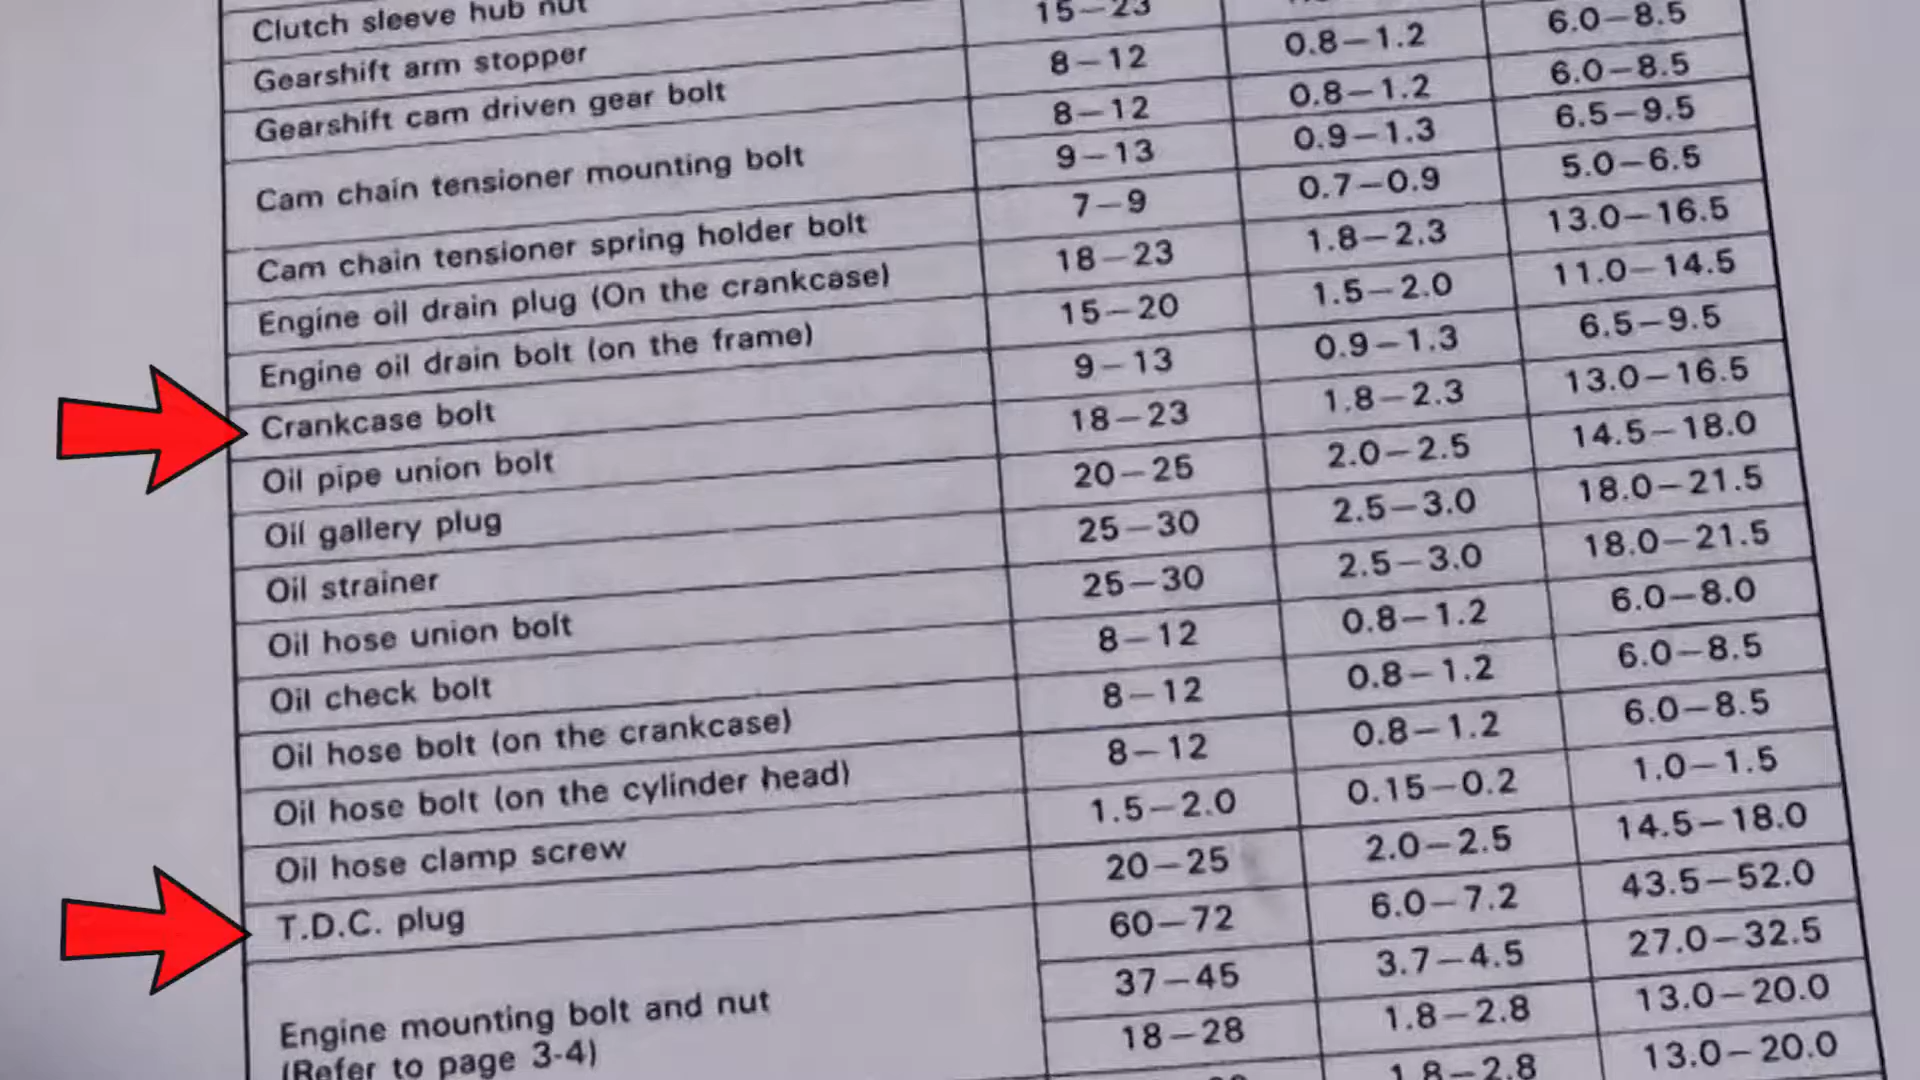 Clutch sleeve hub nut
Gearshift arm stopper 15–23
Gearshift cam driven gear bolt 8–12 0.8–1.2 6.0–8.5
Cam chain tensioner mounting bolt 8–12 0.8–1.2 6.0–8.5
9–13 0.9–1.3 6.5–9.5
Cam chain tensioner spring holder bolt 7–9 0.7–0.9 5.0–6.5
Engine oil drain plug (On the crankcase) 18–23 1.8–2.3 13.0–16.5
Engine oil drain bolt (on the frame) 15–20 1.5–2.0 11.0–14.5
Crankcase bolt 9–13 0.9–1.3 6.5–9.5
Oil pipe union bolt 18–23 1.8–2.3 13.0–16.5
Oil gallery plug 20–25 2.0–2.5 14.5–18.0
Oil strainer 25–30 2.5–3.0 18.0–21.5
Oil hose union bolt 25–30 2.5–3.0 18.0–21.5
Oil check bolt 8–12 0.8–1.2 6.0–8.0
Oil hose bolt (on the crankcase) 8–12 0.8–1.2 6.0–8.5
Oil hose bolt (on the cylinder head) 8–12 0.8–1.2 6.0–8.5
Oil hose clamp screw 1.5–2.0 0.15–0.2 1.0–1.5
T.D.C. plug 20–25 2.0–2.5 14.5–18.0
60–72 6.0–7.2 43.5–52.0
Engine mounting bolt and nut 37–45 3.7–4.5 27.0–32.5
(Refer to page 3-4) 18–28 1.8–2.8 13.0–20.0
1.8–2.8 13.0–20.0